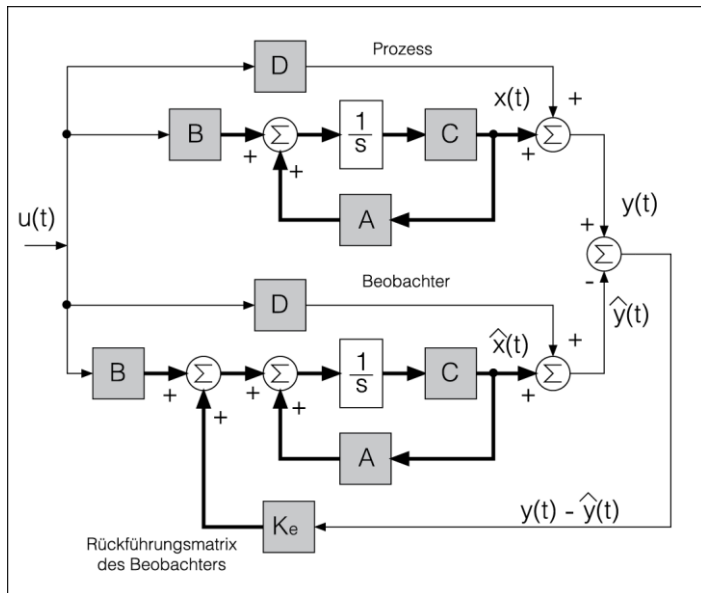 Prozess
D
x(t)
+
B
Σ
1
s
C
Σ
+
+
+
A
u(t)
y(t)
+
Σ
-
Beobachter
D
ŷ(t)
x̂(t)
+
B
Σ
Σ
1
s
C
Σ
+
+
+
+
+
A
Ke
y(t) - ŷ(t)
Rückführungsmatrix
des Beobachters